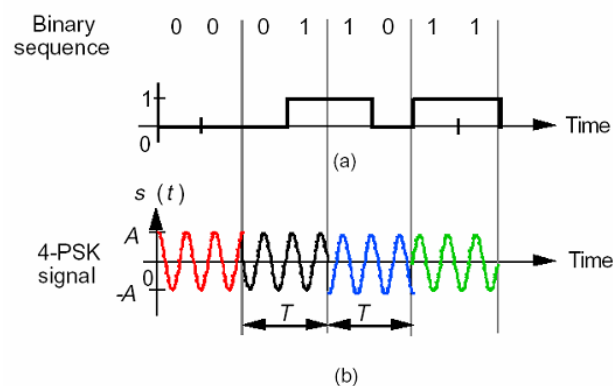 Binary sequence 0 0 0 1 1 0 1 1
1
0
Time
(a)
s (t)
A
4-PSK signal
0
Time
-A
T T
(b)